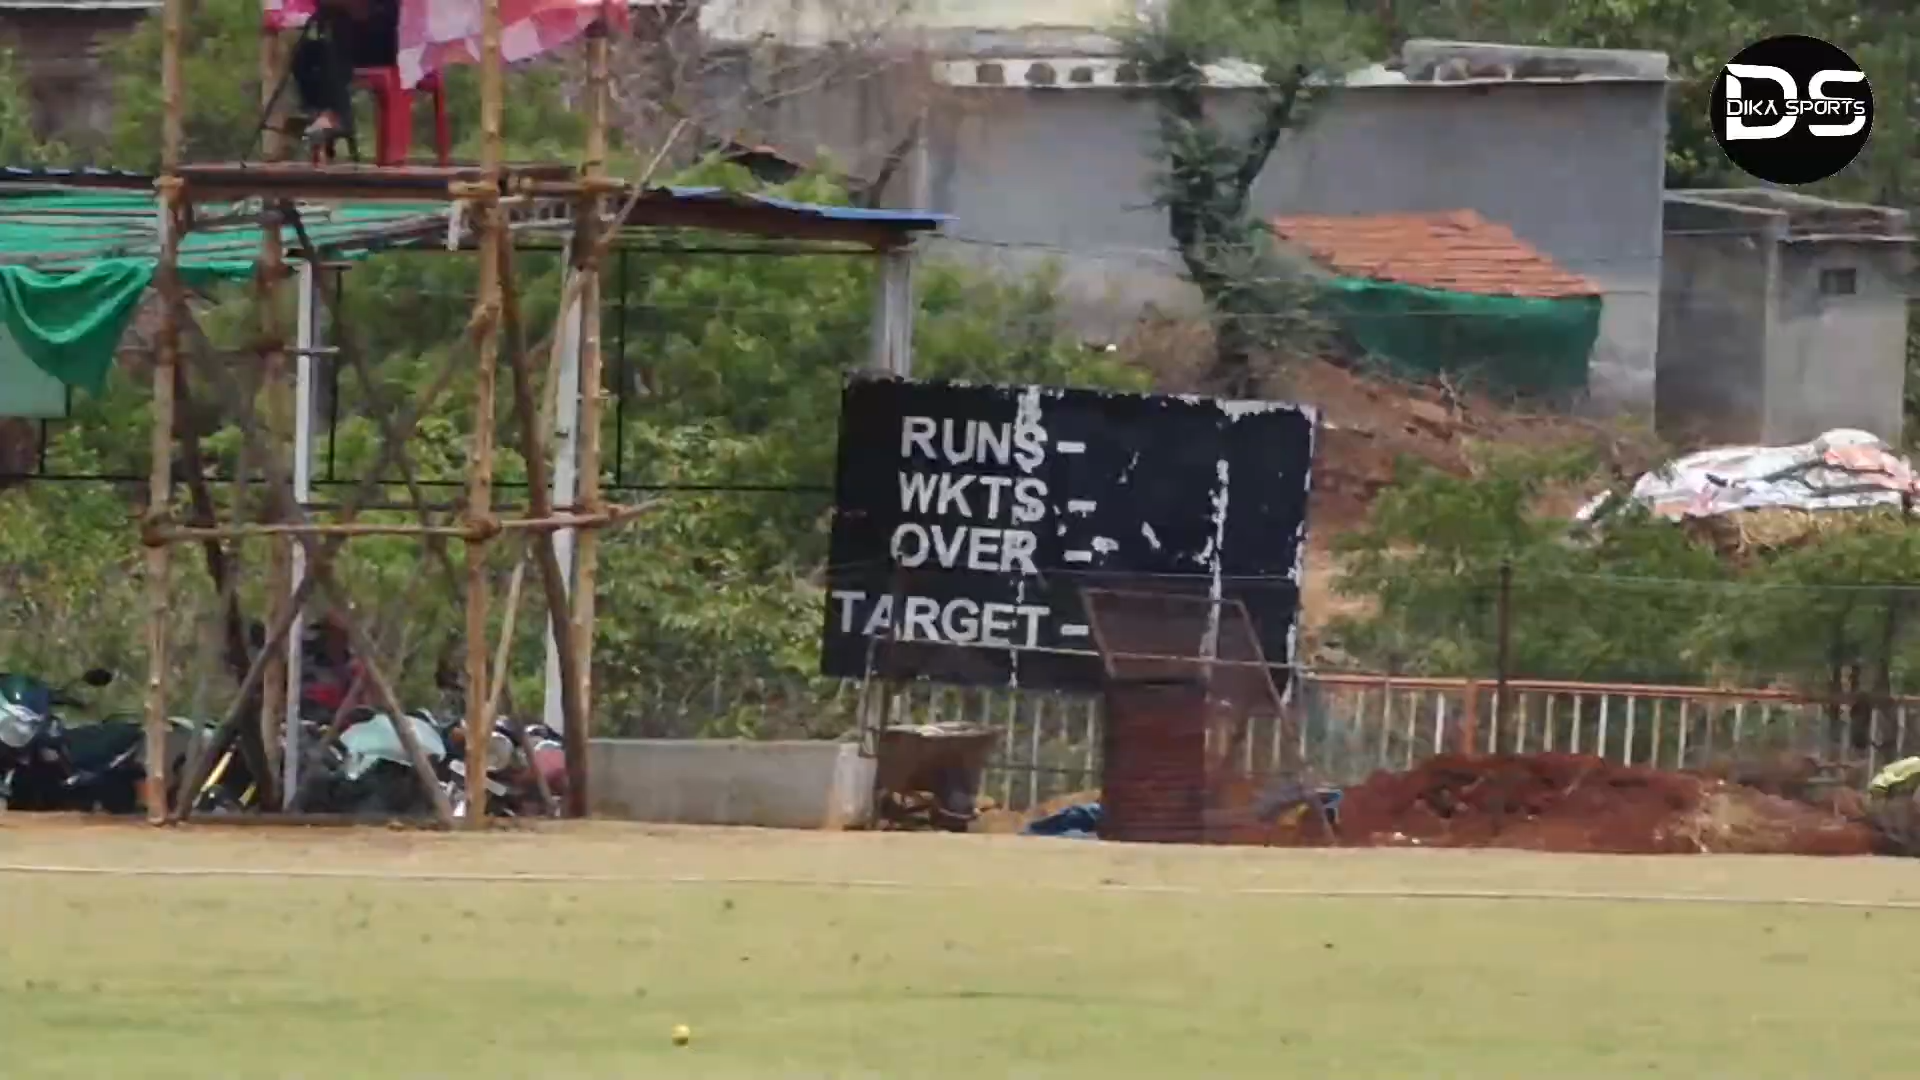 DS
DIKA SPORTS
RUNS -
WKTS -
OVER -
TARGET -